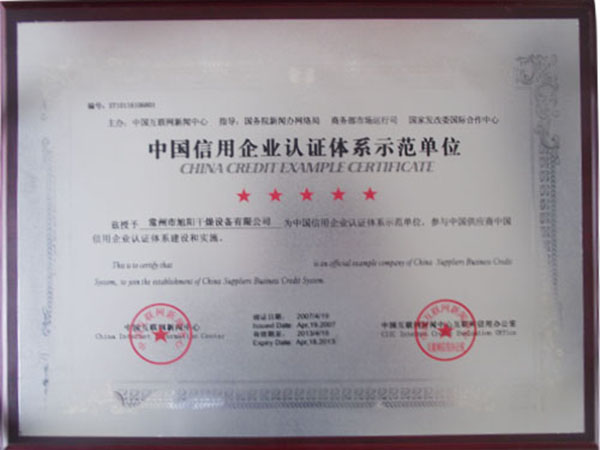 编号:
主办:中国互联网新闻中心 指导:国务院新闻办网络局 商务部市场运行司 国家发改委国际合作中心
中国信用企业认证体系示范单位
CHINA CREDIT EXAMPLE CERTIFICATE
兹授予 常州市旭阳干燥设备有限公司 为中国信用企业认证体系示范单位。参与中国供应商中国
信用企业认证体系建设和实施。
This is to certify that is an official example company of China Suppliers Business Credit
System, to join the establishment of China Suppliers Business Credit System.
颁证日期: 2007/4/19
Issued Date: Apr,19,2007
有效期至: 2013/4/18
Expiry Date: Apr,18,2013
中国互联网新闻中心
China Internet Information Center
中国互联网新闻中心互联网信用办公室
CIIC Internet Credit Office